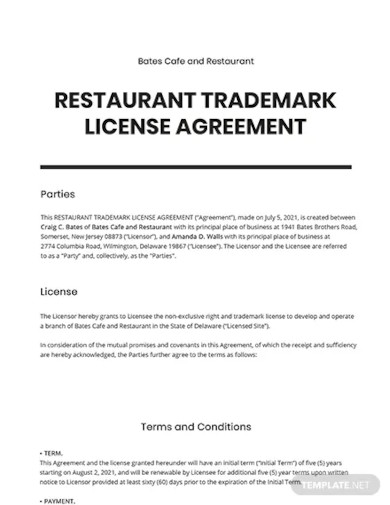 Bates Cafe and Restaurant
RESTAURANT TRADEMARK
LICENSE AGREEMENT
Parties
This RESTAURANT TRADEMARK LICENSE AGREEMENT ("Agreement"), made on July 5, 2021, is created between
Craig C. Bates of Bates Cafe and Restaurant with its principal place of business at 1941 Bates Brothers Road,
Somerset, New Jersey 08873 ("Licensor"), and Amanda D. Walls with its principal place of business at
2774 Columbia Road, Wilmington, Delaware 19867 ("Licensee"). The Licensor and the Licensee are referred
to as a "Party" and, collectively, as the "Parties".
License
The Licensor hereby grants to Licensee the non-exclusive right and trademark license to develop and operate
a branch of Bates Cafe and Restaurant in the State of Delaware ("Licensed Site").
In consideration of the mutual promises and covenants in this Agreement, of which the receipt and sufficiency
are hereby acknowledged, the Parties further agree to the terms as follows:
Terms and Conditions
• TERM.
This Agreement and the license granted hereunder will have an initial term ("Initial Term") of five (5) years
starting on August 2, 2021, and will be renewable by Licensee for additional five (5) year terms upon written
notice to Licensor provided at least sixty (60) days prior to the expiration of the Initial Term.
• PAYMENT.
TEMPLATE.NET